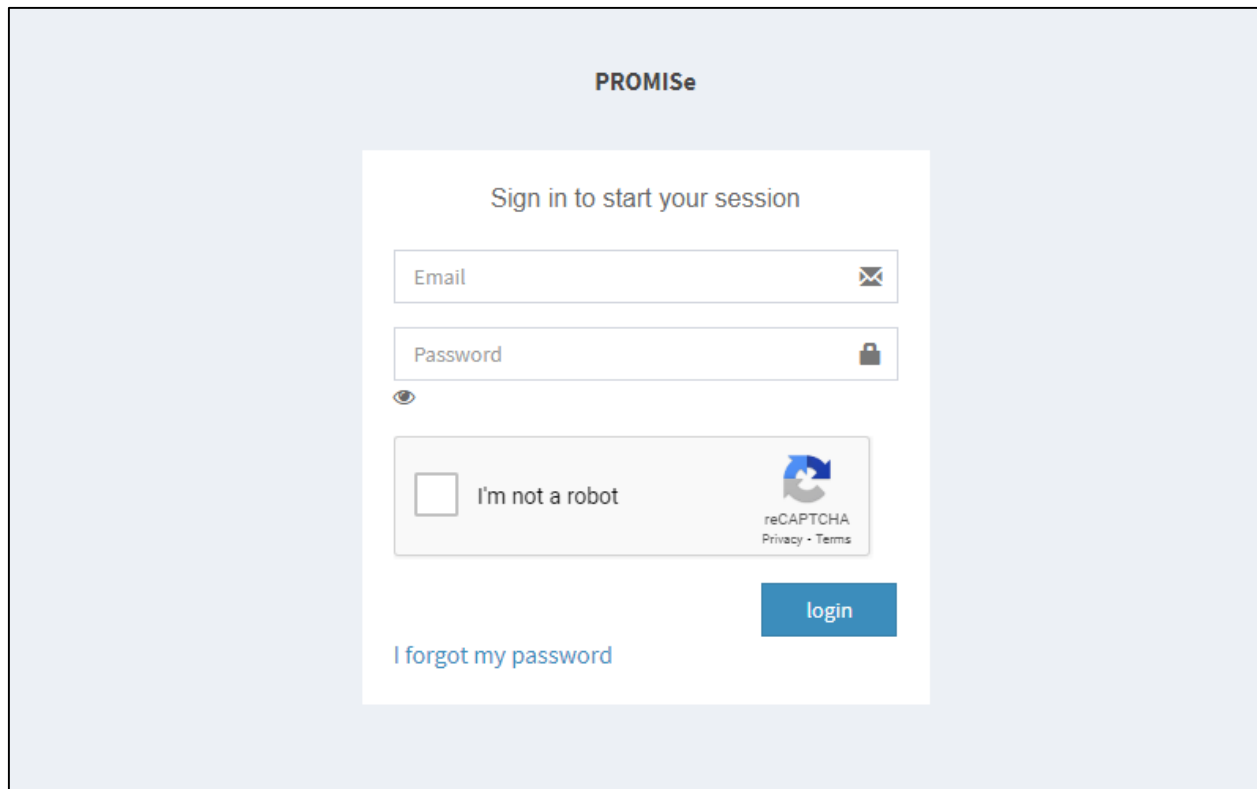 PROMISe
Sign in to start your session
Email
Password
I'm not a robot
reCAPTCHA
Privacy - Terms
login
I forgot my password